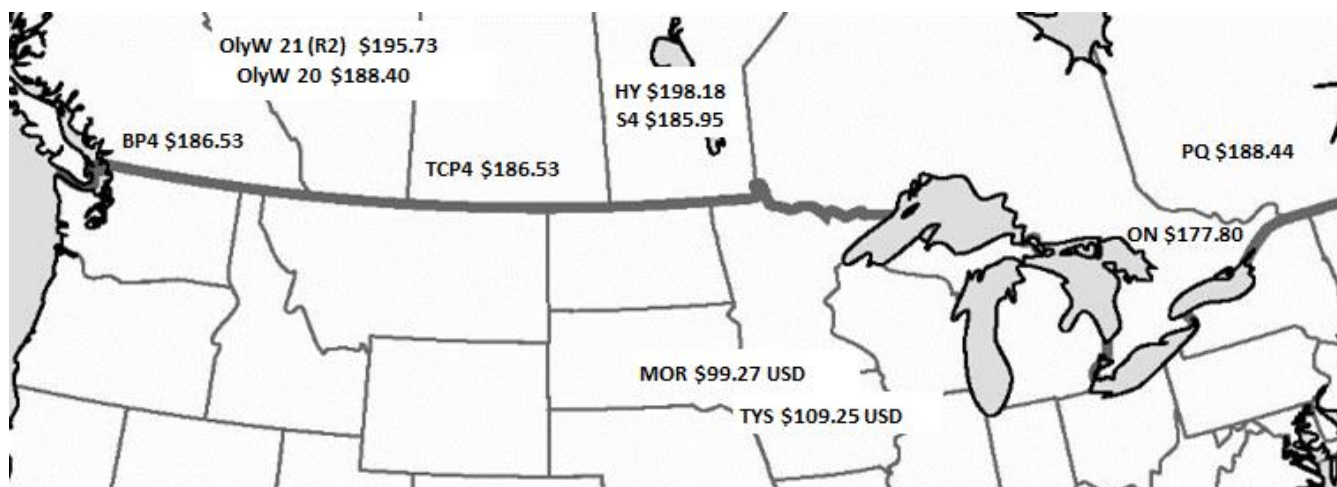 OlyW 21 (R2) $195.73
OlyW 20 $188.40
HY $198.18
S4 $185.95
BP4 $186.53
TCP4 $186.53
PQ $188.44
ON $177.80
MOR $99.27 USD
TYS $109.25 USD